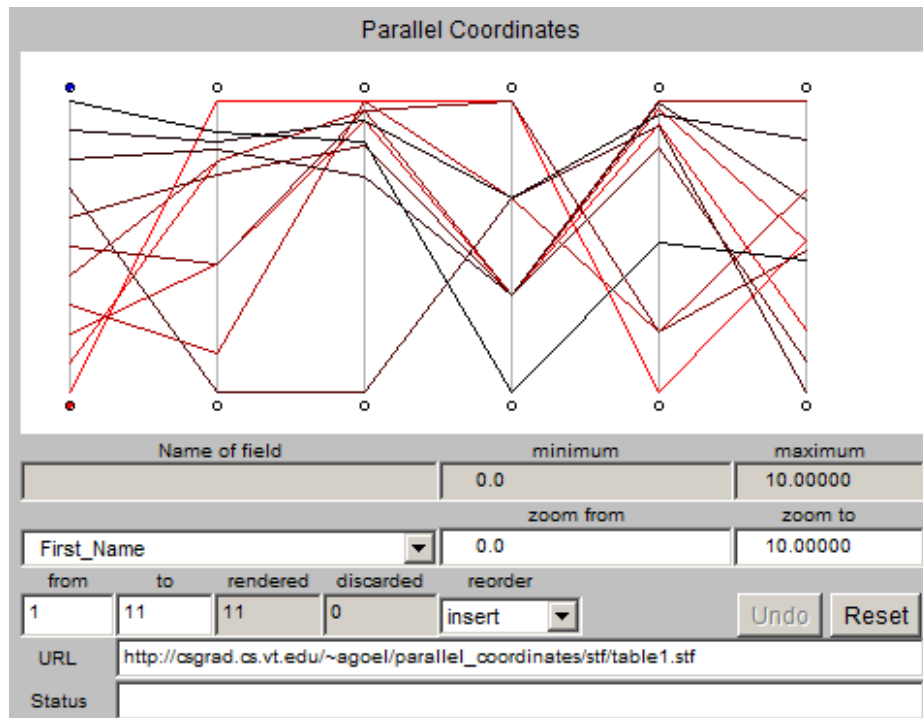 Parallel Coordinates
Name of field minimum maximum
0.0 10.00000
zoom from zoom to
First_Name 0.0 10.00000
from to rendered discarded reorder
1 11 11 0 insert Undo Reset
URL http://csgrad.cs.vt.edu/~agoel/parallel_coordinates/stf/table1.stf
Status